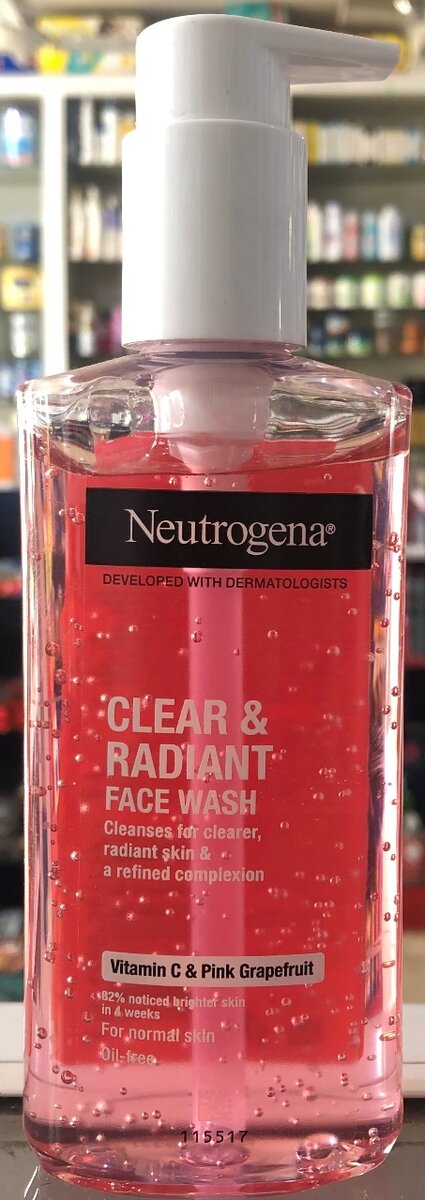 Neutrogena®
DEVELOPED WITH DERMATOLOGISTS
CLEAR &
RADIANT
FACE WASH
Cleanses for clearer,
radiant skin &
a refined complexion
Vitamin C & Pink Grapefruit
82% noticed brighter skin
in 4 weeks
For normal skin
Oil-free
115517